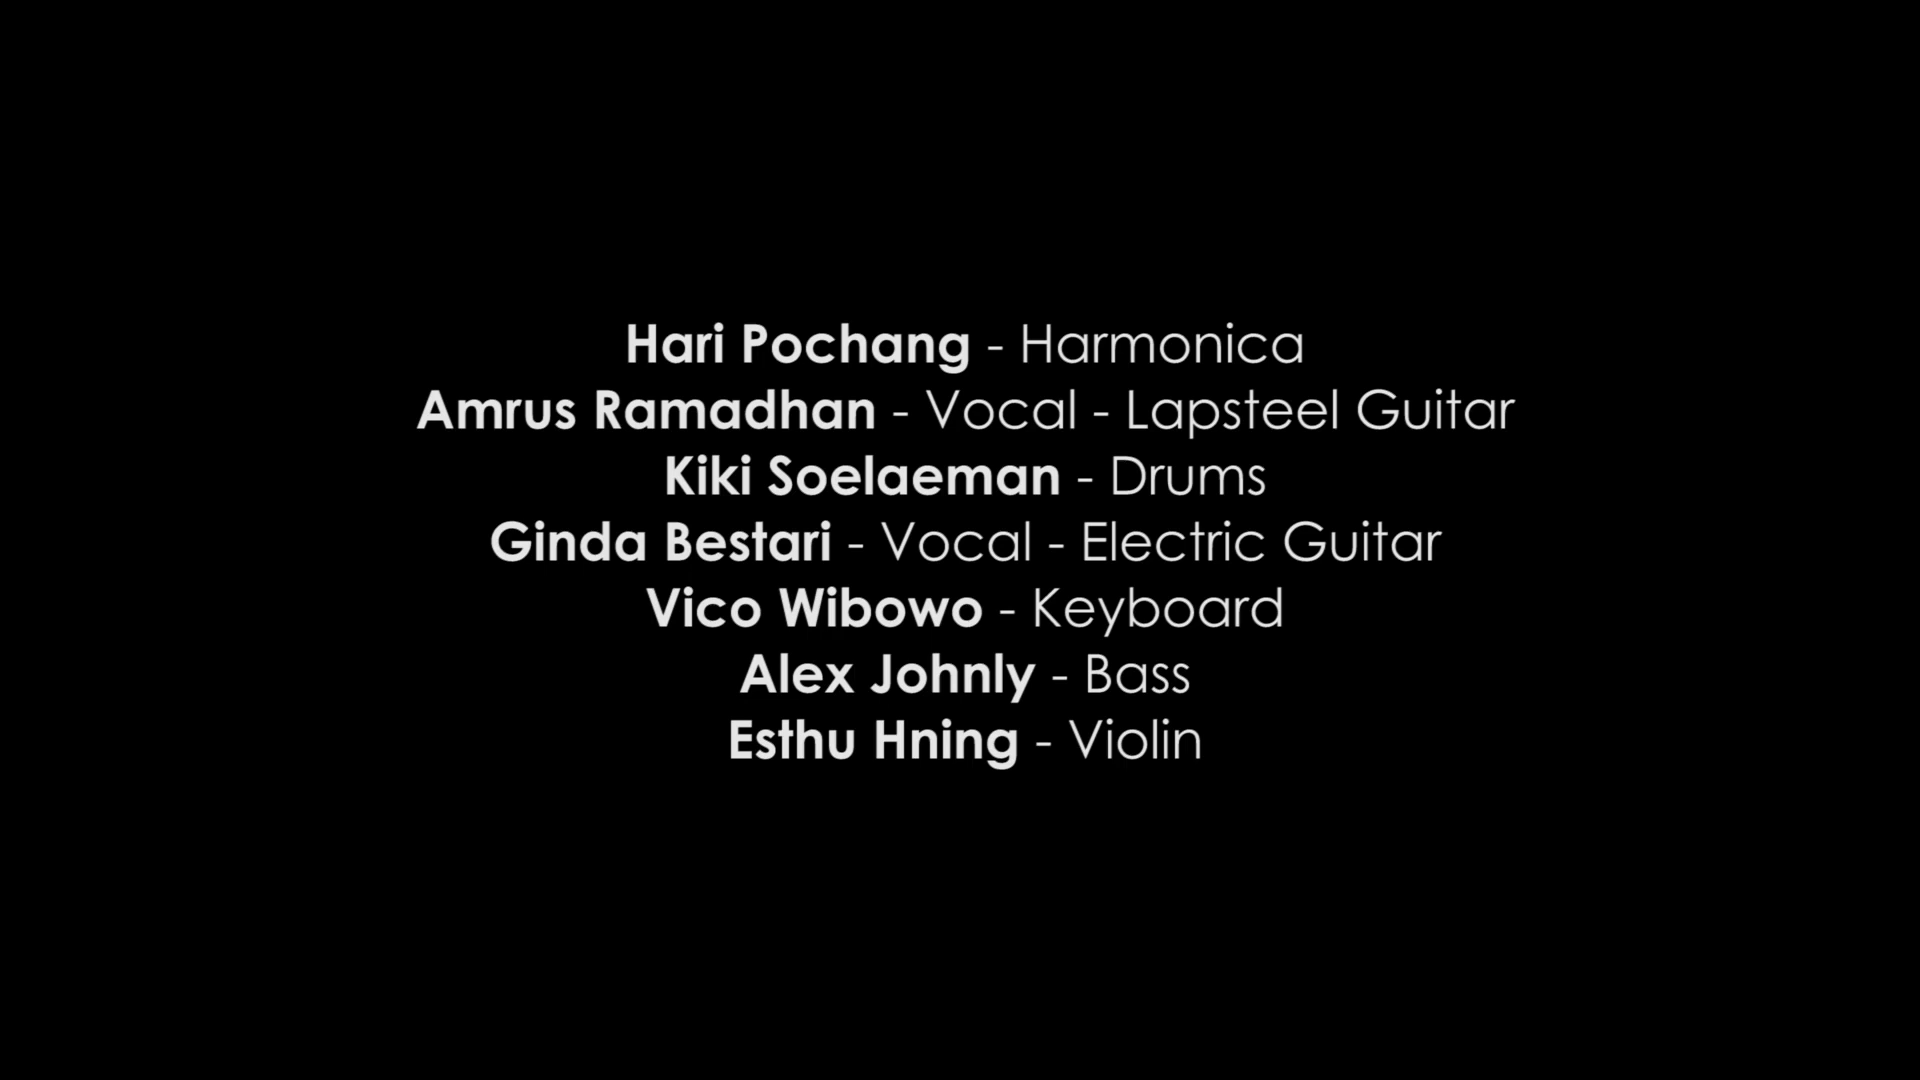 Hari Pochang - Harmonica
Amrus Ramadhan - Vocal - Lapsteel Guitar
Kiki Soelaeman - Drums
Ginda Bestari - Vocal - Electric Guitar
Vico Wibowo - Keyboard
Alex Johnly - Bass
Esthu Hning - Violin